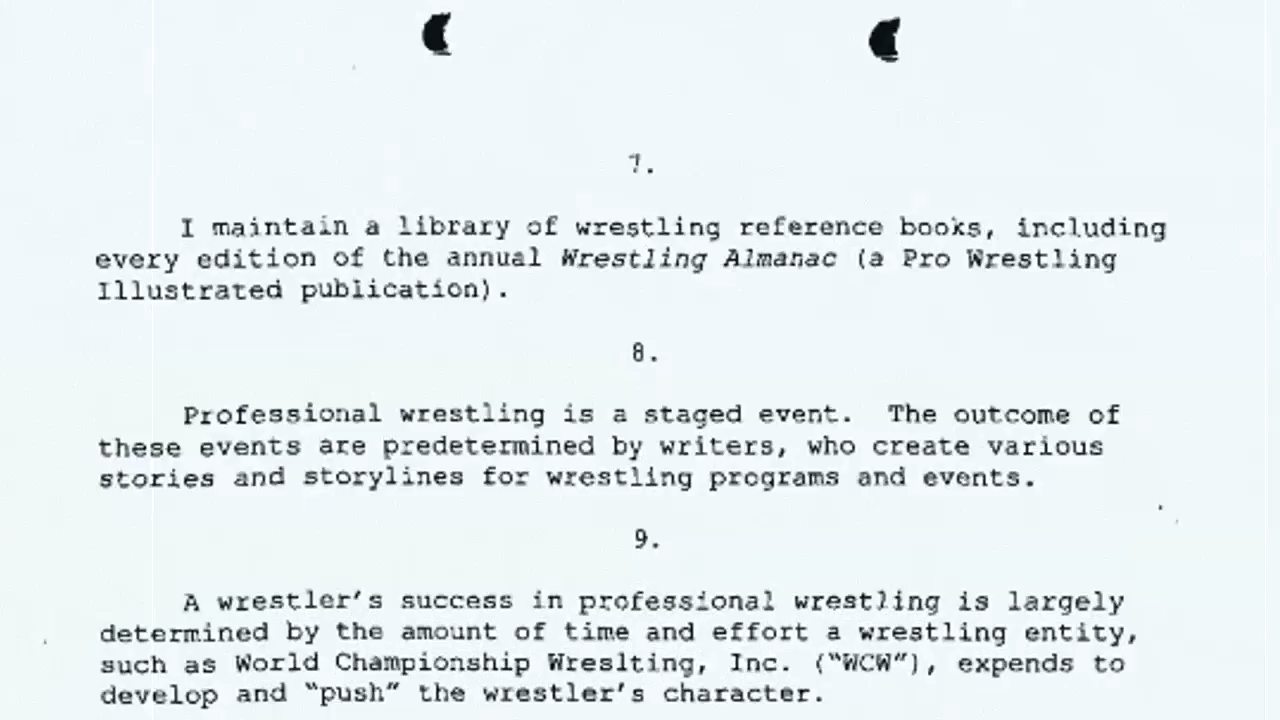 7.
I maintain a library of wrestling reference books, including
every edition of the annual Wrestling Almanac (a Pro Wrestling
Illustrated publication).
8.
Professional wrestling is a staged event. The outcome of
these events are predetermined by writers, who create various
stories and storylines for wrestling programs and events.
9.
A wrestler's success in professional wrestling is largely
determined by the amount of time and effort a wrestling entity,
such as World Championship Wreslting, Inc. ("WCW"), expends to
develop and "push" the wrestler's character.